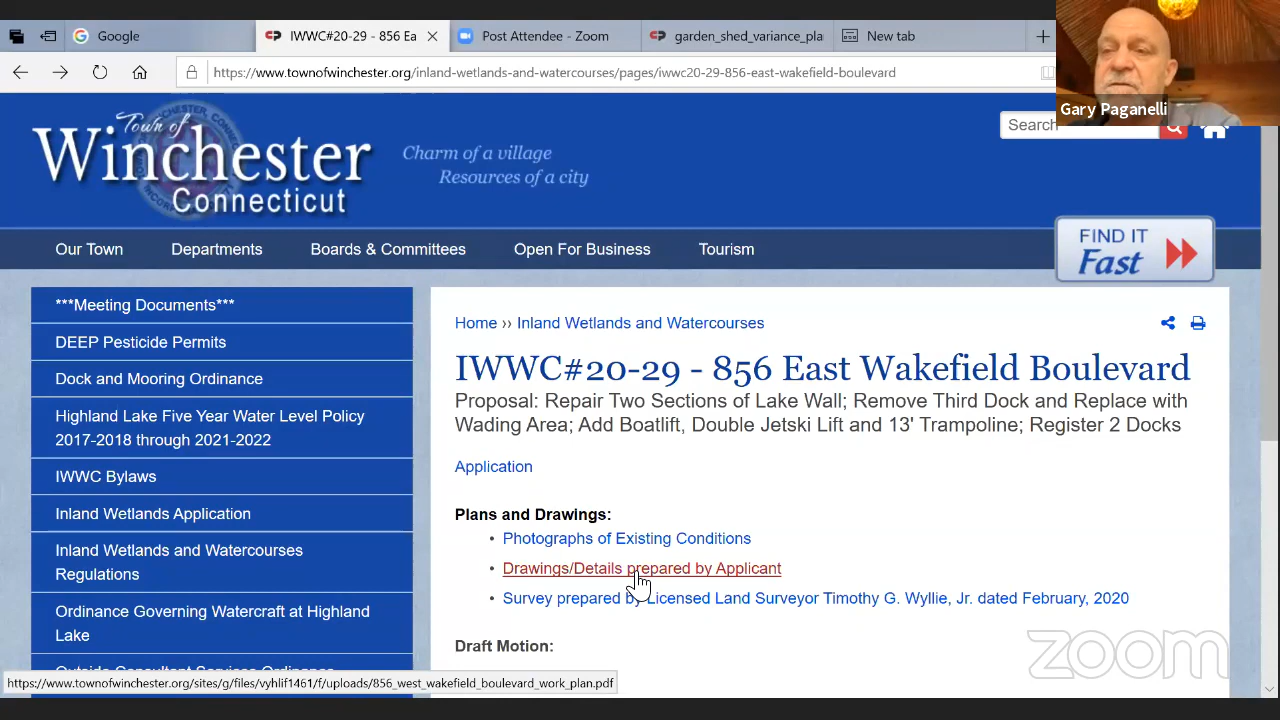 Google
IWWC#20-29 - 856 Ea
Post Attendee - Zoom
garden_shed_variance_pla
New tab
https://www.townofwinchester.org/inland-wetlands-and-watercourses/pages/iwwc20-29-856-east-wakefield-boulevard
Gary Paganelli
Town of
Winchester
Connecticut
Charm of a village
Resources of a city
Search
Our Town
Departments
Boards & Committees
Open For Business
Tourism
FIND IT
Fast
***Meeting Documents***
DEEP Pesticide Permits
Dock and Mooring Ordinance
Highland Lake Five Year Water Level Policy
2017-2018 through 2021-2022
IWWC Bylaws
Inland Wetlands Application
Inland Wetlands and Watercourses
Regulations
Ordinance Governing Watercraft at Highland
Lake
Outside Consultant Services Ordinance
Home ›› Inland Wetlands and Watercourses
IWWC#20-29 - 856 East Wakefield Boulevard
Proposal: Repair Two Sections of Lake Wall; Remove Third Dock and Replace with
Wading Area; Add Boatlift, Double Jetski Lift and 13' Trampoline; Register 2 Docks
Application
Plans and Drawings:
• Photographs of Existing Conditions
• Drawings/Details prepared by Applicant
• Survey prepared by Licensed Land Surveyor Timothy G. Wyllie, Jr. dated February, 2020
Draft Motion:
zoom
https://www.townofwinchester.org/sites/g/files/vyhlif1461/f/uploads/856_west_wakefield_boulevard_work_plan.pdf